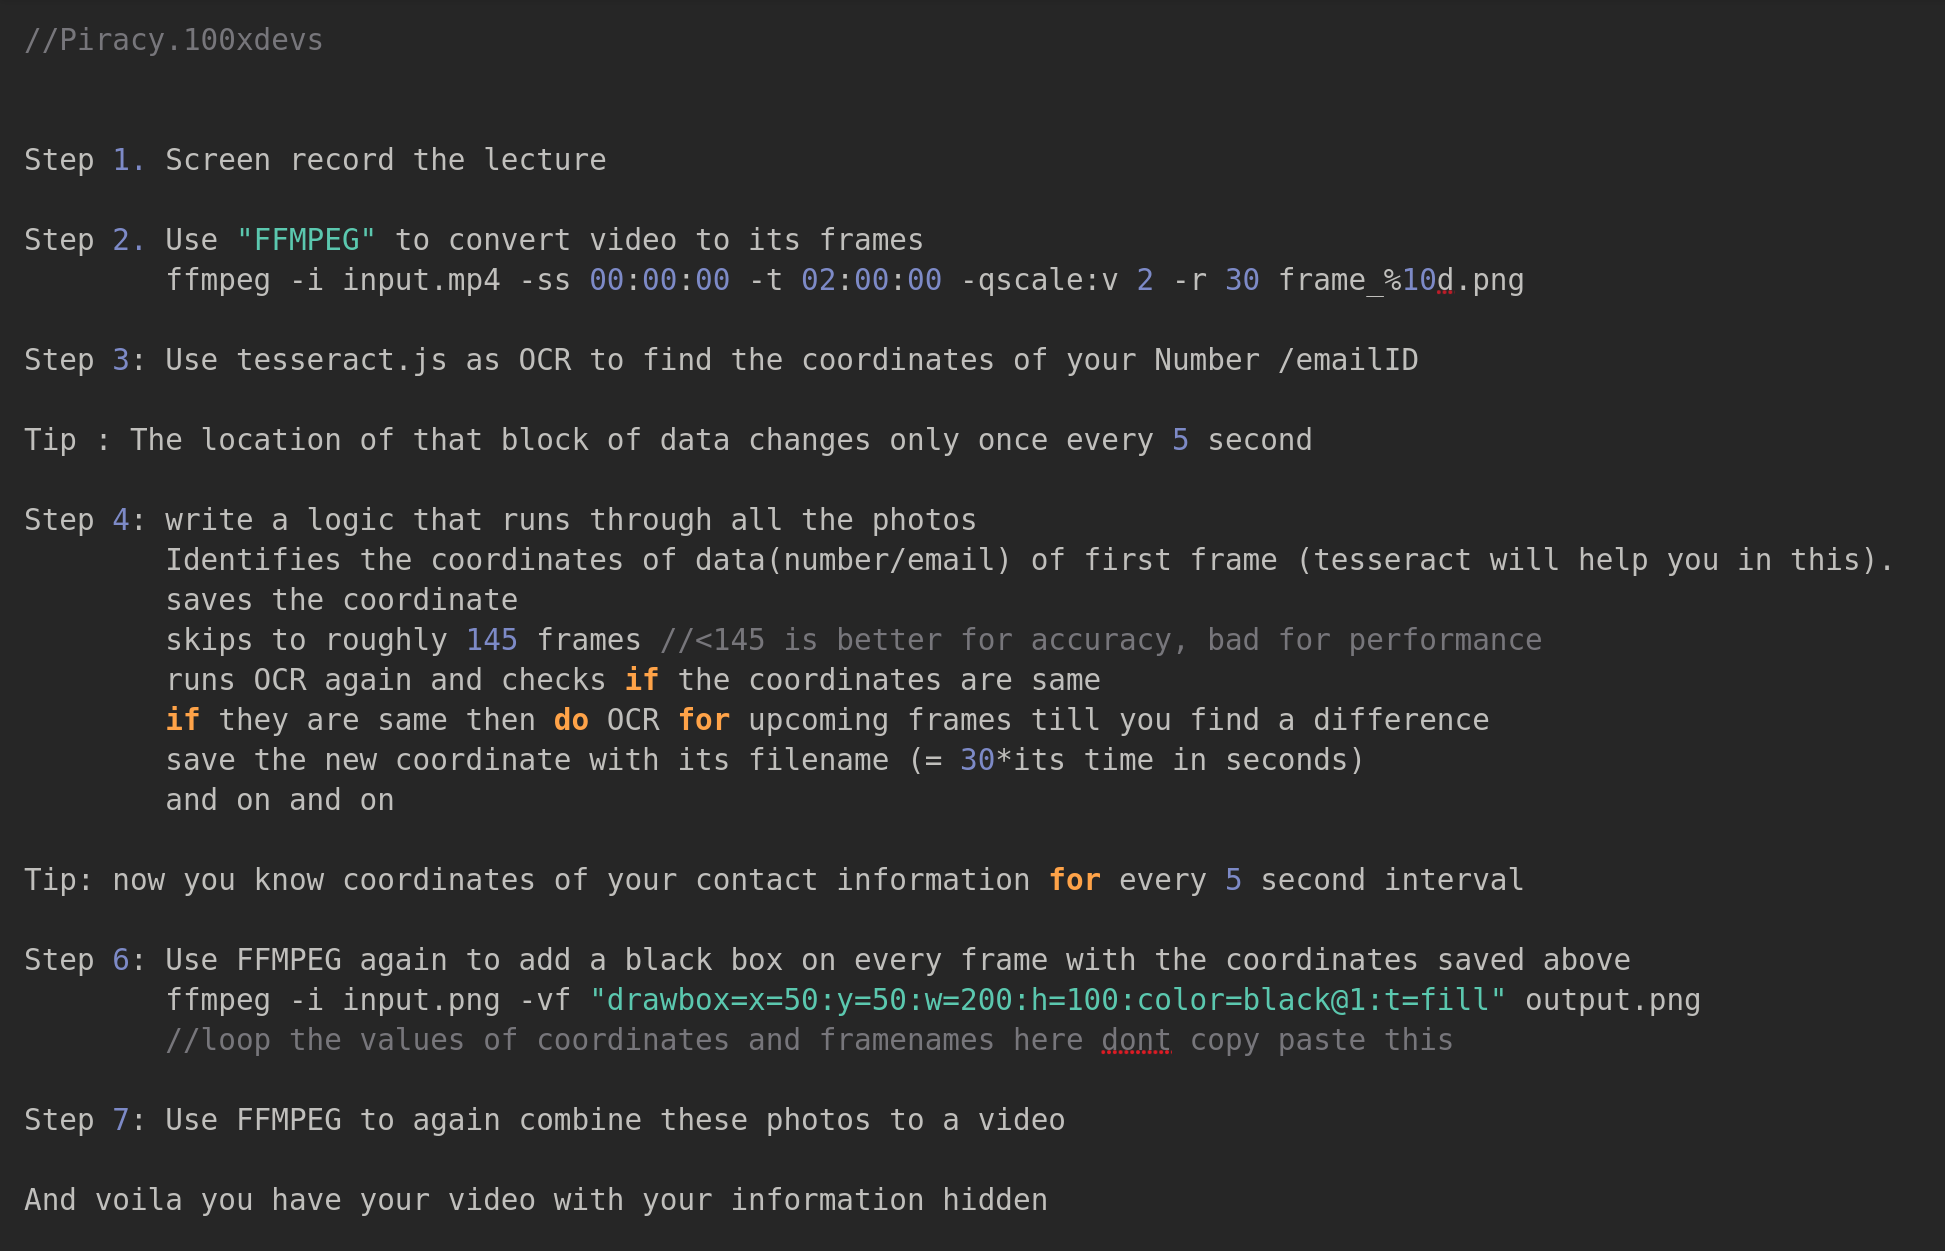 //Piracy.100xdevs
Step 1. Screen record the lecture
Step 2. Use "FFMPEG" to convert video to its frames
ffmpeg -i input.mp4 -ss 00:00:00 -t 02:00:00 -qscale:v 2 -r 30 frame_%10d.png
Step 3: Use tesseract.js as OCR to find the coordinates of your Number /emailID
Tip : The location of that block of data changes only once every 5 second
Step 4: write a logic that runs through all the photos
Identifies the coordinates of data(number/email) of first frame (tesseract will help you in this).
saves the coordinate
skips to roughly 145 frames //<145 is better for accuracy, bad for performance
runs OCR again and checks if the coordinates are same
if they are same then do OCR for upcoming frames till you find a difference
save the new coordinate with its filename (= 30*its time in seconds)
and on and on
Tip: now you know coordinates of your contact information for every 5 second interval
Step 6: Use FFMPEG again to add a black box on every frame with the coordinates saved above
ffmpeg -i input.png -vf "drawbox=x=50:y=50:w=200:h=100:color=black@1:t=fill" output.png
//loop the values of coordinates and framenames here dont copy paste this
Step 7: Use FFMPEG to again combine these photos to a video
And voila you have your video with your information hidden